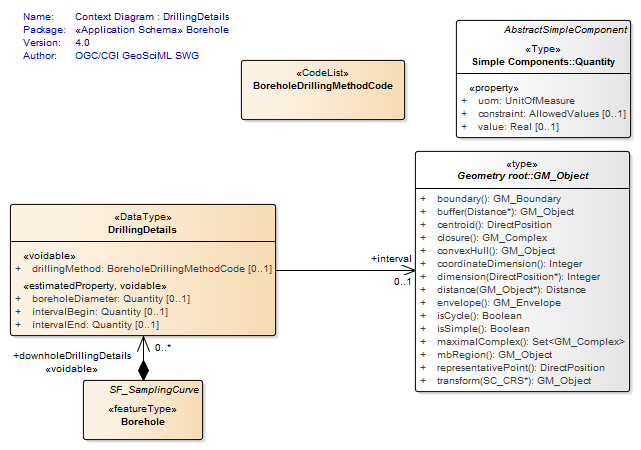 Name: Context Diagram : DrillingDetails
Package: «Application Schema» Borehole
Version: 4.0
Author: OGC/CGI GeoSciML SWG
«CodeList»
BoreholeDrillingMethodCode
AbstractSimpleComponent
«Type»
Simple Components::Quantity
«property»
+ uom: UnitOfMeasure
+ constraint: AllowedValues [0..1]
+ value: Real [0..1]
«type»
Geometry root::GM_Object
+ boundary(): GM_Boundary
+ buffer(Distance*): GM_Object
+ centroid(): DirectPosition
+ closure(): GM_Complex
+ convexHull(): GM_Object
+ coordinateDimension(): Integer
+ dimension(DirectPosition*): Integer
+ distance(GM_Object*): Distance
+ envelope(): GM_Envelope
+ isCycle(): Boolean
+ isSimple(): Boolean
+ maximalComplex(): Set<GM_Complex>
+ mbRegion(): GM_Object
+ representativePoint(): DirectPosition
+ transform(SC_CRS*): GM_Object
«DataType»
DrillingDetails
«voidable»
+ drillingMethod: BoreholeDrillingMethodCode [0..1]
«estimatedProperty, voidable»
+ boreholeDiameter: Quantity [0..1]
+ intervalBegin: Quantity [0..1]
+ intervalEnd: Quantity [0..1]
+interval
0..1
0..*
+downholeDrillingDetails
«voidable»
SF_SamplingCurve
«featureType»
Borehole